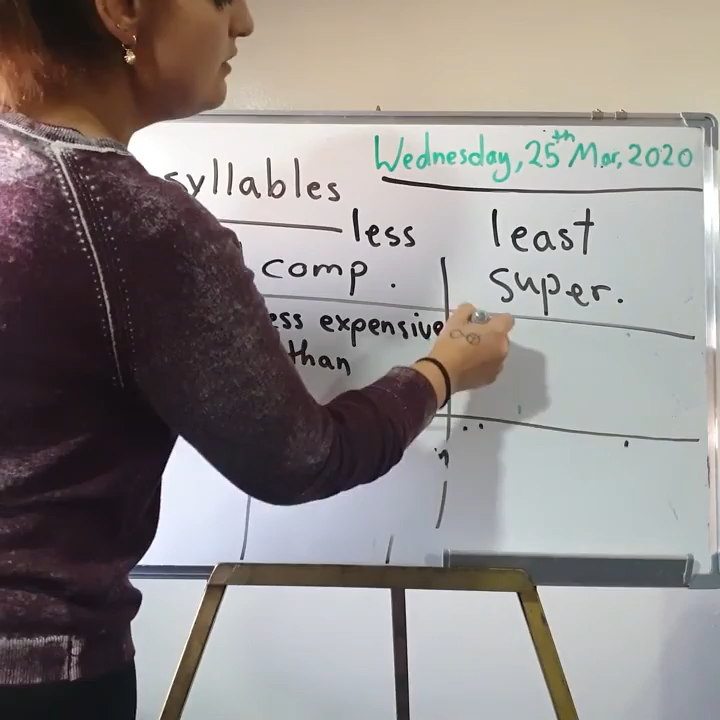 Wednesday, 25th Mar, 2020
syllables
less least
comp. super.
ess expensive
than